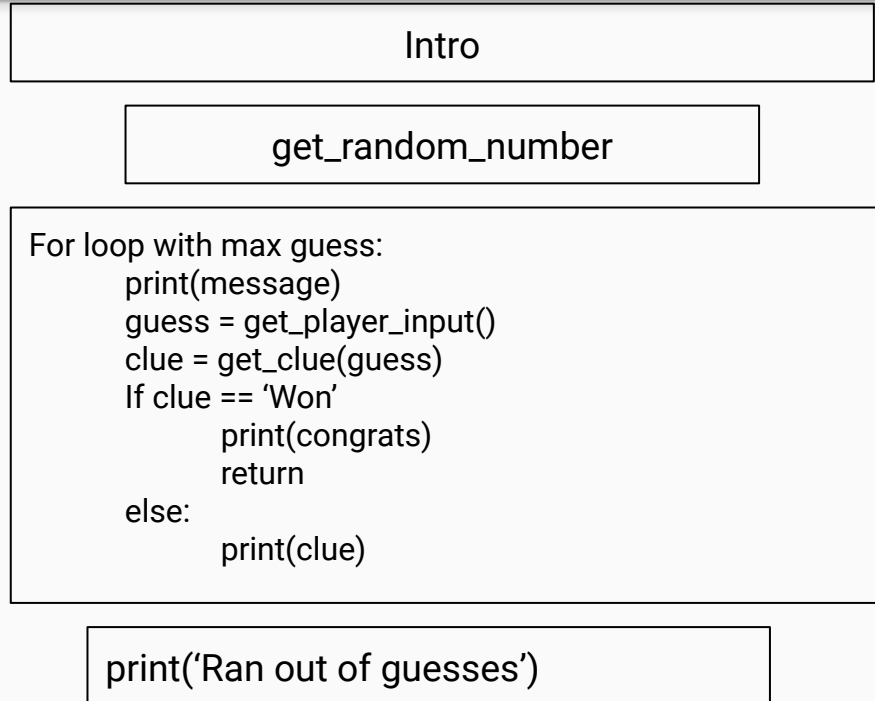 Intro
get_random_number
For loop with max guess:
print(message)
guess = get_player_input()
clue = get_clue(guess)
If clue == ‘Won’
print(congrats)
return
else:
print(clue)
print(‘Ran out of guesses’)